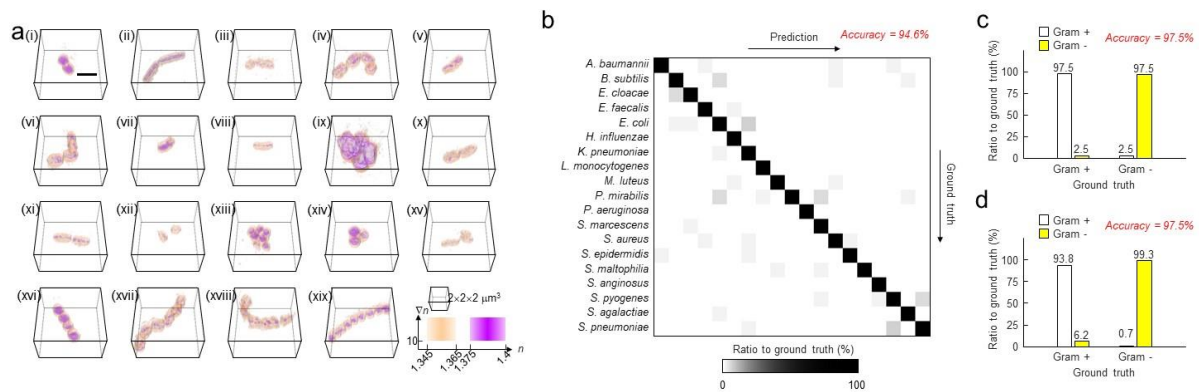 a
(i) (ii) (iii) (iv) (v)
(vi) (vii) (viii) (ix) (x)
(xi) (xii) (xiii) (xiv) (xv)
(xvi) (xvii) (xviii) (xix)
2×2×2 μm³
∇n
10
1.345 1.365 1.375 1.4 n
b
Prediction
Accuracy = 94.6%
A. baumannii
B. subtilis
E. cloacae
E. faecalis
E. coli
H. influenzae
K. pneumoniae
L. monocytogenes
M. luteus
P. mirabilis
P. aeruginosa
S. marcescens
S. aureus
S. epidermidis
S. maltophilia
S. anginosus
S. pyogenes
S. agalactiae
S. pneumoniae
Ground truth
Ratio to ground truth (%)
0 100
c
Gram +
Gram -
Accuracy = 97.5%
Ratio to ground truth (%)
100
75
50
25
0
97.5 2.5 2.5 97.5
Gram + Gram -
Ground truth
d
Gram +
Gram -
Accuracy = 97.5%
Ratio to ground truth (%)
100
75
50
25
0
93.8 6.2 0.7 99.3
Gram + Gram -
Ground truth